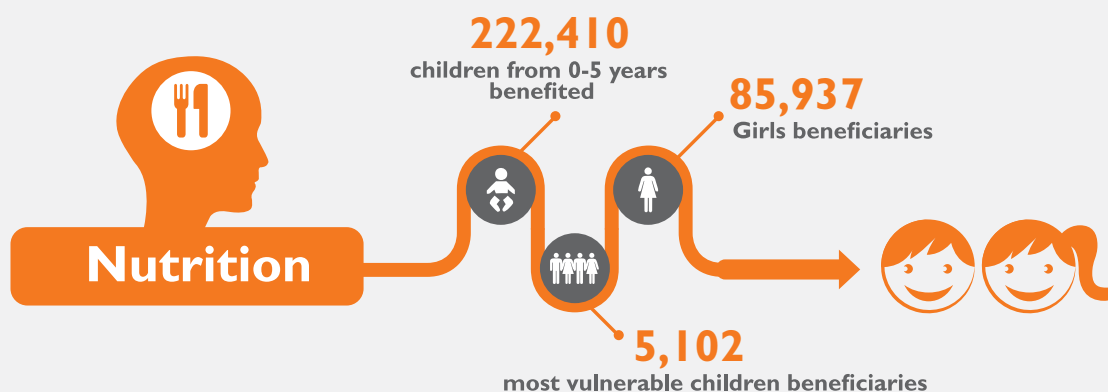 Nutrition
222,410
children from 0-5 years
benefited
85,937
Girls beneficiaries
5,102
most vulnerable children beneficiaries